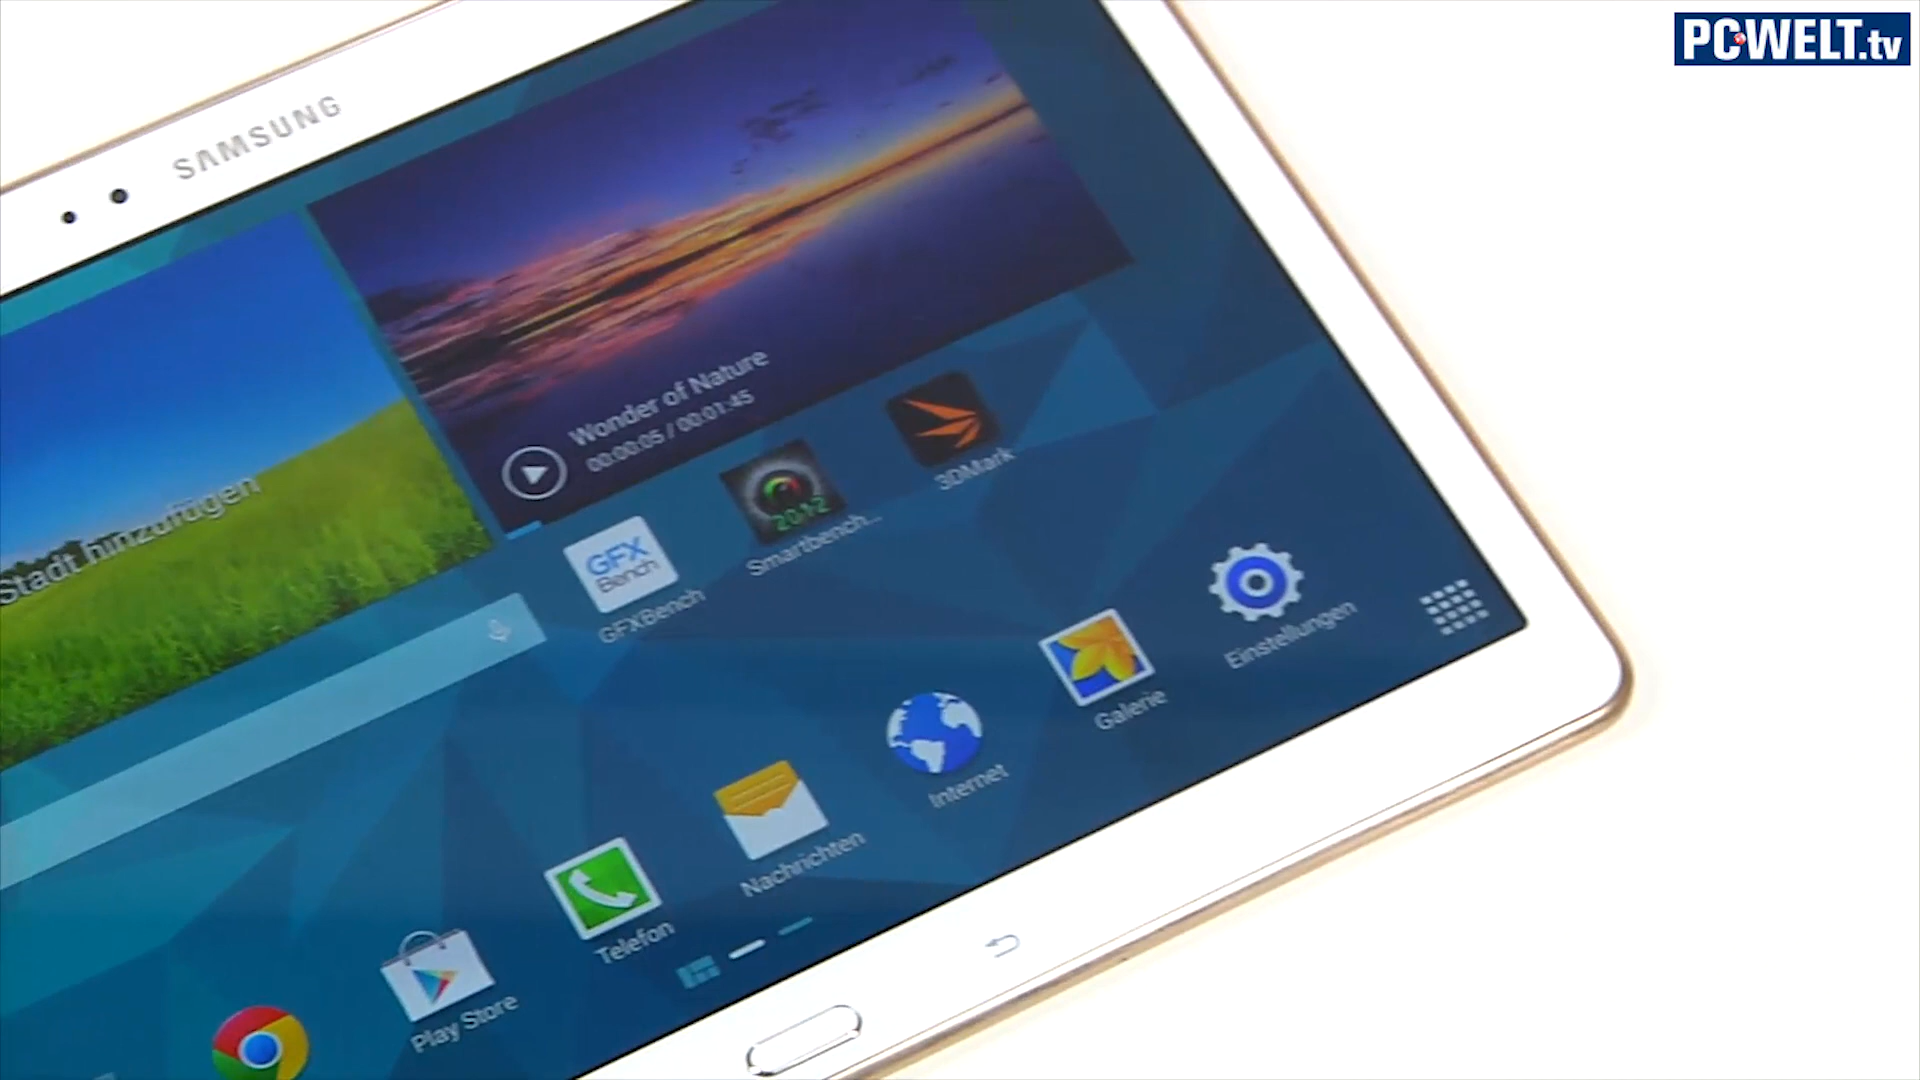 PCWELT.tv
SAMSUNG
Wonder of Nature
00:00:05 / 00:01:45
Stadt hinzufügen
3DMark
2012
Smartbench...
GFX
Bench
GFXBench
Einstellungen
Galerie
Internet
Nachrichten
Telefon
Play Store